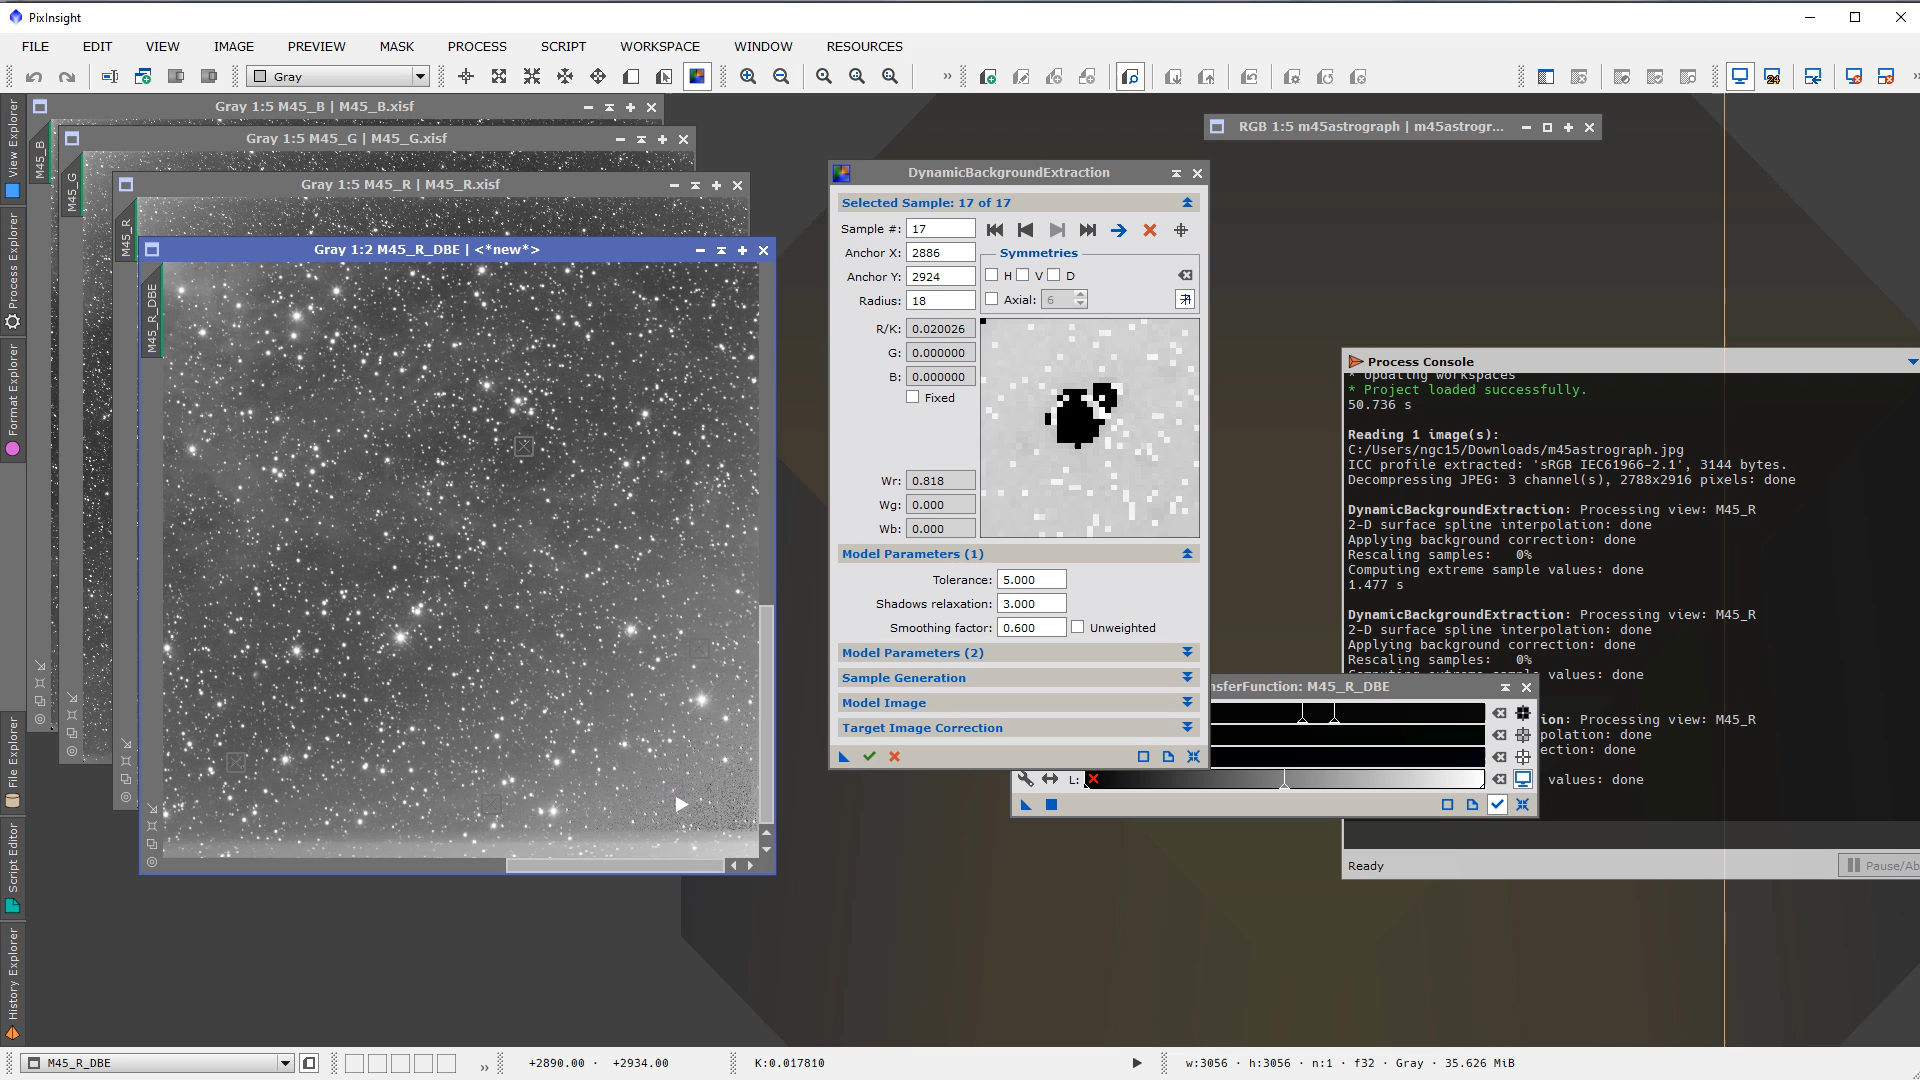 PixInsight
FILE EDIT VIEW IMAGE PREVIEW MASK PROCESS SCRIPT WORKSPACE WINDOW RESOURCES
Gray
24
Gray 1:5 M45_B | M45_B.xisf
Gray 1:5 M45_G | M45_G.xisf
Gray 1:5 M45_R | M45_R.xisf
Gray 1:2 M45_R_DBE | <*new*>
RGB 1:5 m45astrograph | m45astrogr...
View Explorer
Process Explorer
Format Explorer
File Explorer
Script Editor
History Explorer
M45_B
M45_G
M45_R
M45_R_DBE
DynamicBackgroundExtraction
Selected Sample: 17 of 17
Sample #: 17
Anchor X: 2886
Symmetries
Anchor Y: 2924
H V D
Radius: 18
Axial: 6
R/K: 0.020026
G: 0.000000
B: 0.000000
Fixed
Wr: 0.818
Wg: 0.000
Wb: 0.000
Model Parameters (1)
Tolerance: 5.000
Shadows relaxation: 3.000
Smoothing factor: 0.600 Unweighted
Model Parameters (2)
Sample Generation
Model Image
Target Image Correction
Process Console
* Updating workspaces
* Project loaded successfully.
50.736 s
Reading 1 image(s):
C:/Users/ngc15/Downloads/m45astrograph.jpg
ICC profile extracted: 'sRGB IEC61966-2.1', 3144 bytes.
Decompressing JPEG: 3 channel(s), 2788x2916 pixels: done
DynamicBackgroundExtraction: Processing view: M45_R
2-D surface spline interpolation: done
Applying background correction: done
Rescaling samples: 0%
Computing extreme sample values: done
1.477 s
DynamicBackgroundExtraction: Processing view: M45_R
2-D surface spline interpolation: done
Applying background correction: done
Rescaling samples: 0%
Computing extreme sample values: done
nsferFunction: M45_R_DBE
ion: Processing view: M45_R
polation: done
ection: done
values: done
L:
Ready
Pause/Ab
M45_R_DBE
+2890.00 · +2934.00
K:0.017810
w:3056 · h:3056 · n:1 · f32 · Gray · 35.626 MiB